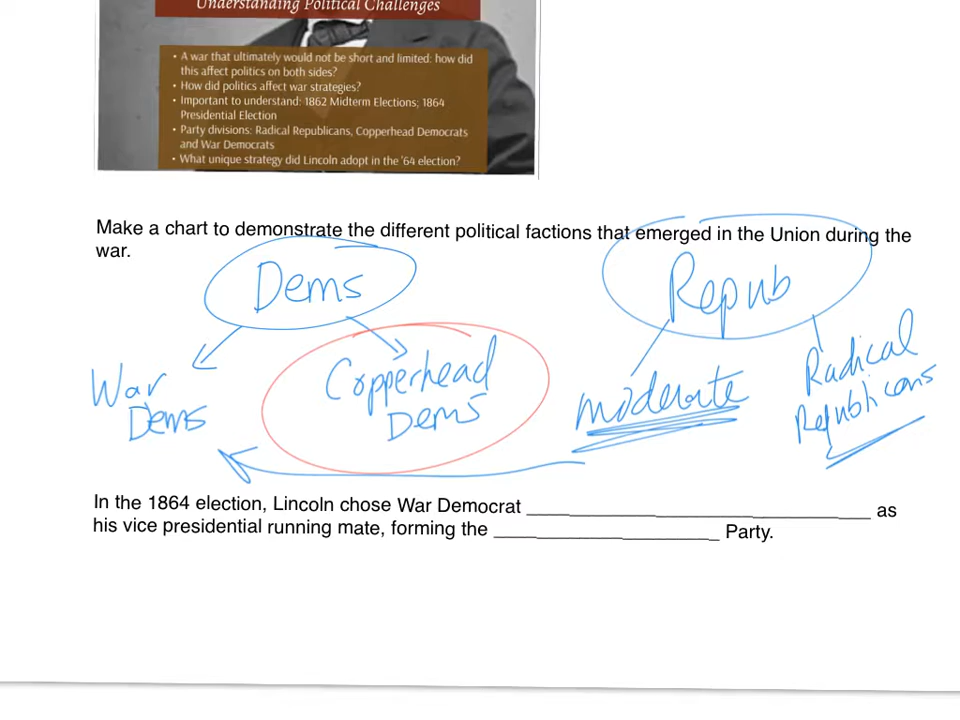 Understanding Political Challenges
• A war that ultimately would not be short and limited: how did
this affect politics on both sides?
• How did politics affect war strategies?
• Important to understand: 1862 Midterm Elections; 1864
Presidential Election
• Party divisions: Radical Republicans, Copperhead Democrats
and War Democrats
• What unique strategy did Lincoln adopt in the '64 election?
Make a chart to demonstrate the different political factions that emerged in the Union during the
war.
Dems
Repub
War
Dems
Copperhead
Dems
moderate
Radical
Republicans
In the 1864 election, Lincoln chose War Democrat ________________ as
his vice presidential running mate, forming the ________________ Party.